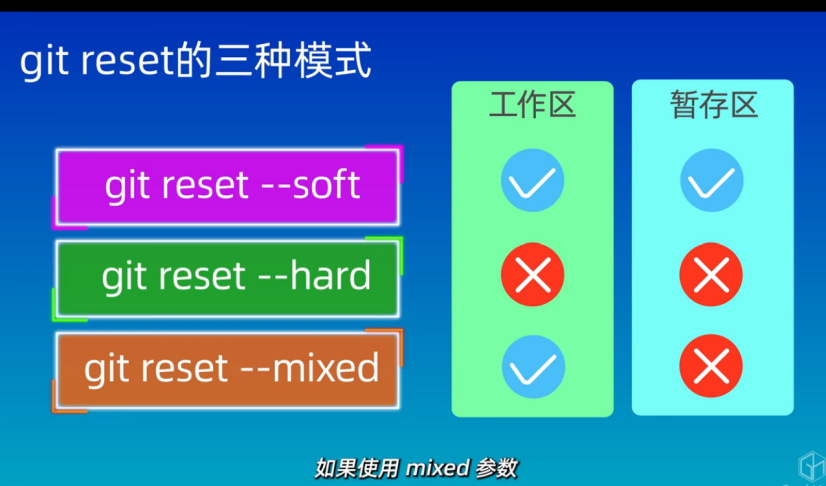 git reset的三种模式
工作区
暂存区
git reset --soft
git reset --hard
git reset --mixed
如果使用 mixed 参数